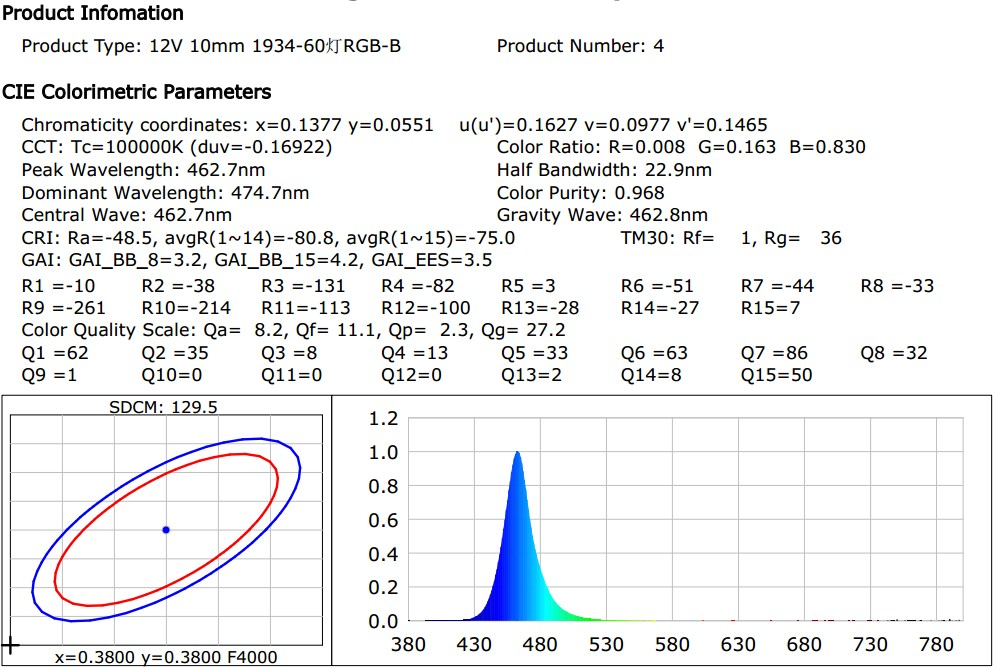 Product Infomation
Product Type: 12V 10mm 1934-60灯RGB-B Product Number: 4
CIE Colorimetric Parameters
Chromaticity coordinates: x=0.1377 y=0.0551 u(u')=0.1627 v=0.0977 v'=0.1465
CCT: Tc=100000K (duv=-0.16922) Color Ratio: R=0.008 G=0.163 B=0.830
Peak Wavelength: 462.7nm Half Bandwidth: 22.9nm
Dominant Wavelength: 474.7nm Color Purity: 0.968
Central Wave: 462.7nm Gravity Wave: 462.8nm
CRI: Ra=-48.5, avgR(1~14)=-80.8, avgR(1~15)=-75.0 TM30: Rf= 1, Rg= 36
GAI: GAI_BB_8=3.2, GAI_BB_15=4.2, GAI_EES=3.5
R1 =-10 R2 =-38 R3 =-131 R4 =-82 R5 =3 R6 =-51 R7 =-44 R8 =-33
R9 =-261 R10=-214 R11=-113 R12=-100 R13=-28 R14=-27 R15=7
Color Quality Scale: Qa= 8.2, Qf= 11.1, Qp= 2.3, Qg= 27.2
Q1 =62 Q2 =35 Q3 =8 Q4 =13 Q5 =33 Q6 =63 Q7 =86 Q8 =32
Q9 =1 Q10=0 Q11=0 Q12=0 Q13=2 Q14=8 Q15=50
SDCM: 129.5
x=0.3800 y=0.3800 F4000
1.2
1.0
0.8
0.6
0.4
0.2
0.0
380 430 480 530 580 630 680 730 780